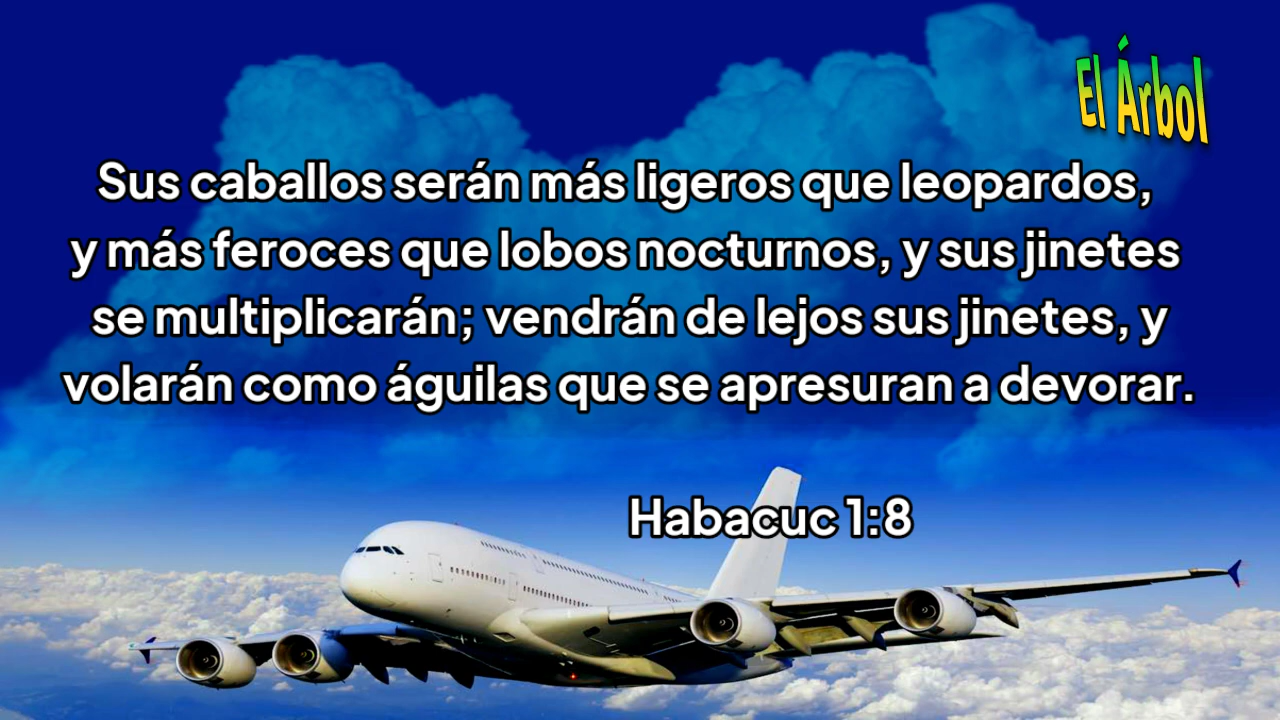 El Árbol
Sus caballos serán más ligeros que leopardos,
y más feroces que lobos nocturnos, y sus jinetes
se multiplicarán; vendrán de lejos sus jinetes, y
volarán como águilas que se apresuran a devorar.
Habacuc 1:8